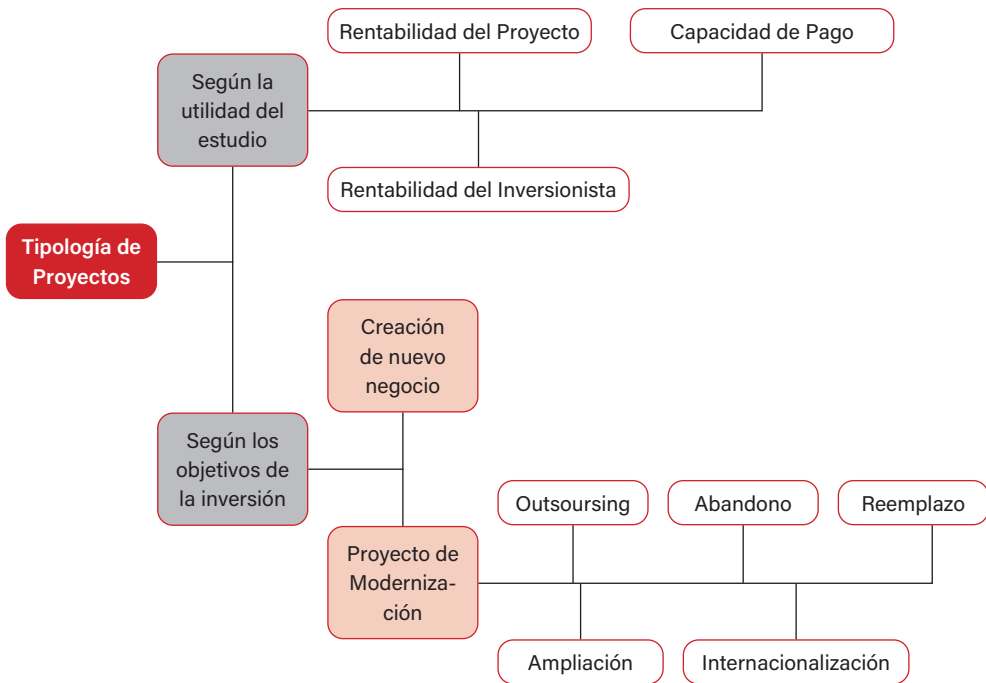 Rentabilidad del Proyecto
Capacidad de Pago
Según la
utilidad del
estudio
Rentabilidad del Inversionista
Tipología de
Proyectos
Creación
de nuevo
negocio
Según los
objetivos de
la inversión
Outsoursing
Abandono
Reemplazo
Proyecto de
Moderniza-
ción
Ampliación
Internacionalización